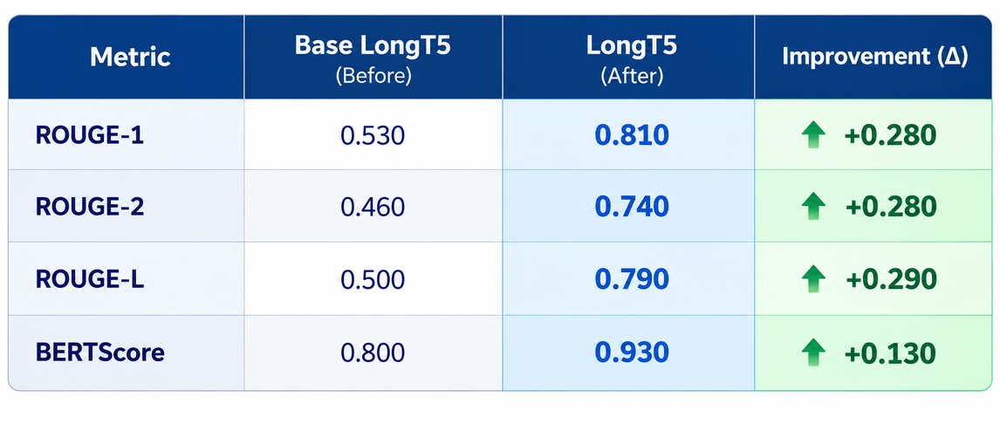 Metric Base LongT5 (Before) LongT5 (After) Improvement (Δ)
ROUGE-1 0.530 0.810 +0.280
ROUGE-2 0.460 0.740 +0.280
ROUGE-L 0.500 0.790 +0.290
BERTScore 0.800 0.930 +0.130